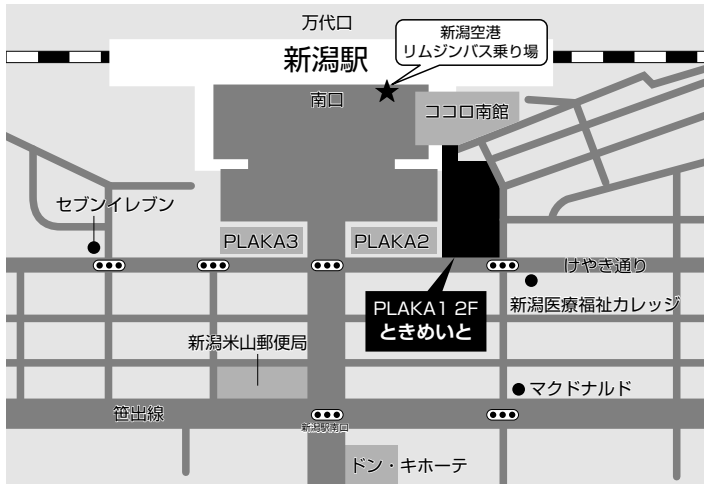 万代口
新潟駅
新潟空港
リムジンバス乗り場
南口
ココロ南館
セブンイレブン
PLAKA3
PLAKA2
けやき通り
PLAKA1 2F
ときめいと
新潟医療福祉カレッジ
新潟米山郵便局
マクドナルド
笹出線
新潟駅南口
ドン・キホーテ